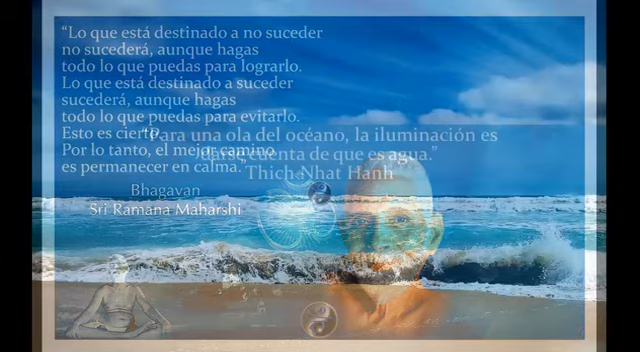 “Lo que está destinado a no suceder
no sucederá, aunque hagas
todo lo que puedas para lograrlo.
Lo que está destinado a suceder
sucederá, aunque hagas
todo lo que puedas para evitarlo.
Esto es cierto.
Por lo tanto, el mejor camino
es permanecer en calma.”
Bhagavan
Sri Ramana Maharshi
“Para una ola del océano, la iluminación es
darse cuenta de que es agua.”
Thich Nhat Hanh